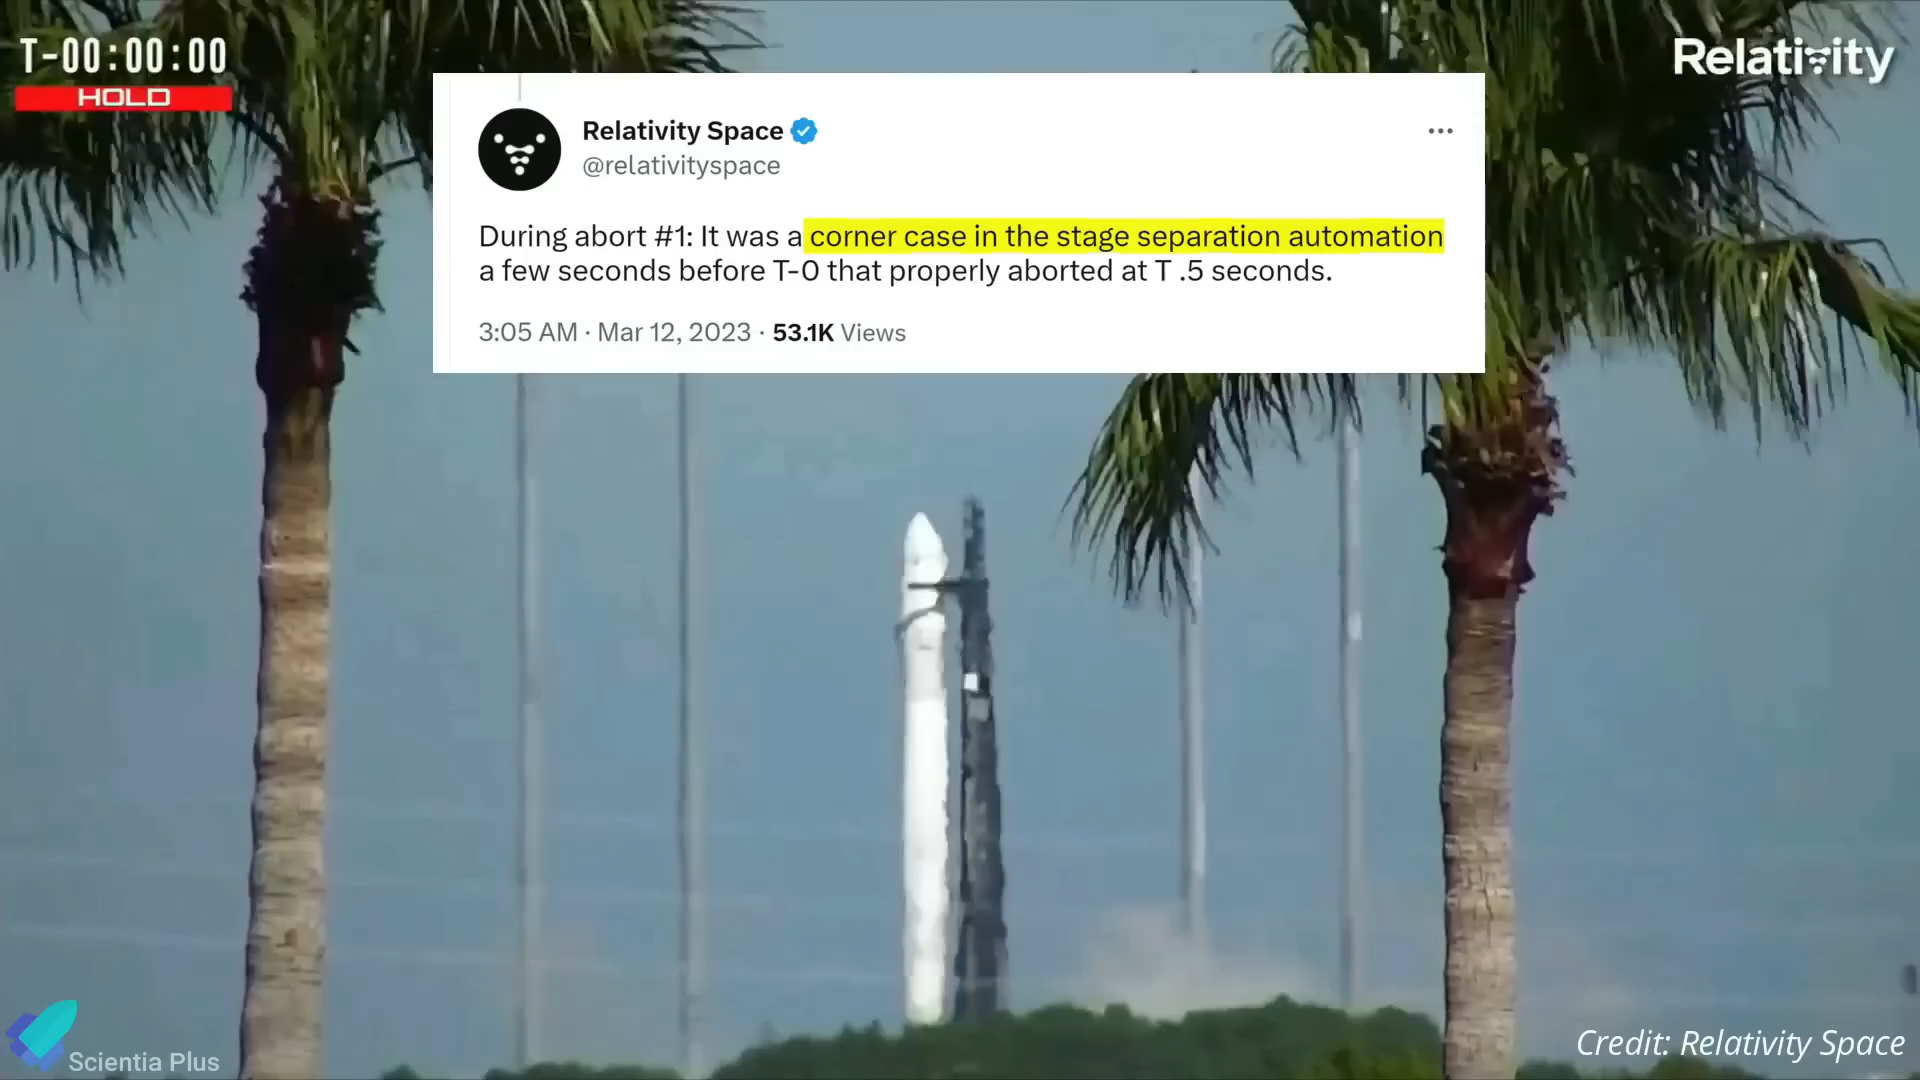 T-00:00:00
HOLD
Relativity
Relativity Space
@relativityspace
During abort #1: It was a corner case in the stage separation automation
a few seconds before T-0 that properly aborted at T .5 seconds.
3:05 AM · Mar 12, 2023 · 53.1K Views
Scientia Plus
Credit: Relativity Space